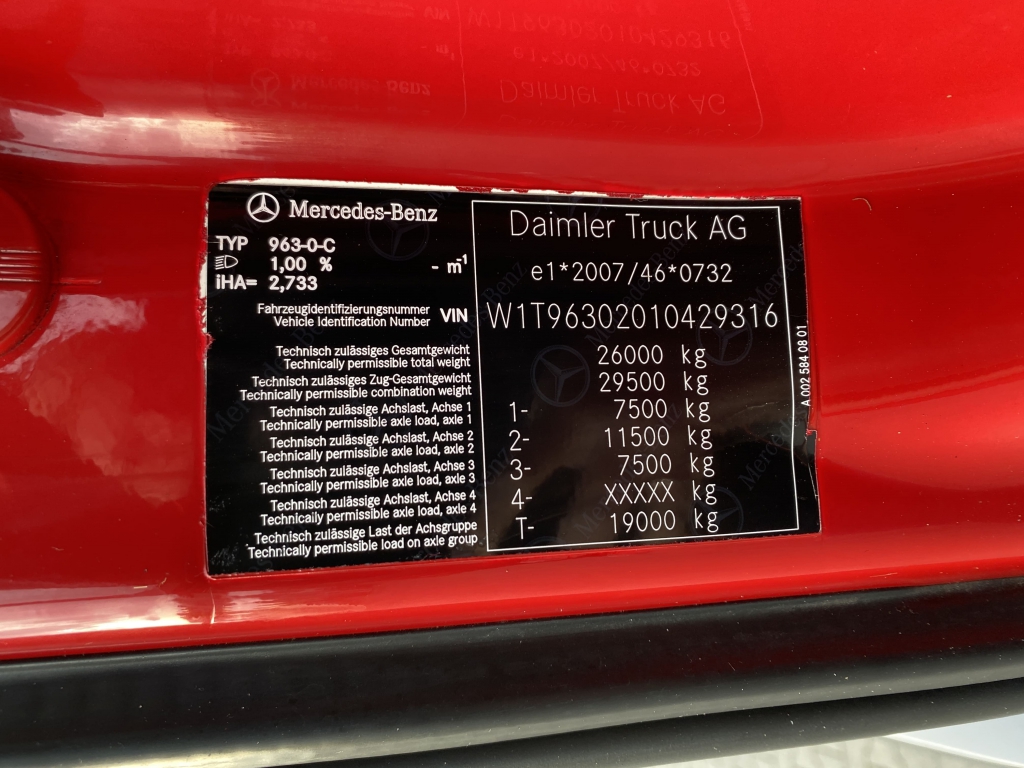 Mercedes-Benz
TYP 963-0-C
1,00 % - m⁻¹
iHA= 2,733
Fahrzeugidentifizierungsnummer
Vehicle Identification Number VIN
Technisch zulässiges Gesamtgewicht
Technically permissible total weight
Technisch zulässiges Zug-Gesamtgewicht
Technically permissible combination weight
Technisch zulässige Achslast, Achse 1
Technically permissible axle load, axle 1
Technisch zulässige Achslast, Achse 2
Technically permissible axle load, axle 2
Technisch zulässige Achslast, Achse 3
Technically permissible axle load, axle 3
Technisch zulässige Achslast, Achse 4
Technically permissible axle load, axle 4
Technisch zulässige Last der Achsgruppe
Technically permissible load on axle group
Daimler Truck AG
e1*2007/46*0732
W1T96302010429316
26000 kg
29500 kg
1- 7500 kg
2- 11500 kg
3- 7500 kg
4- XXXXX kg
T- 19000 kg
A 002 584 08 01